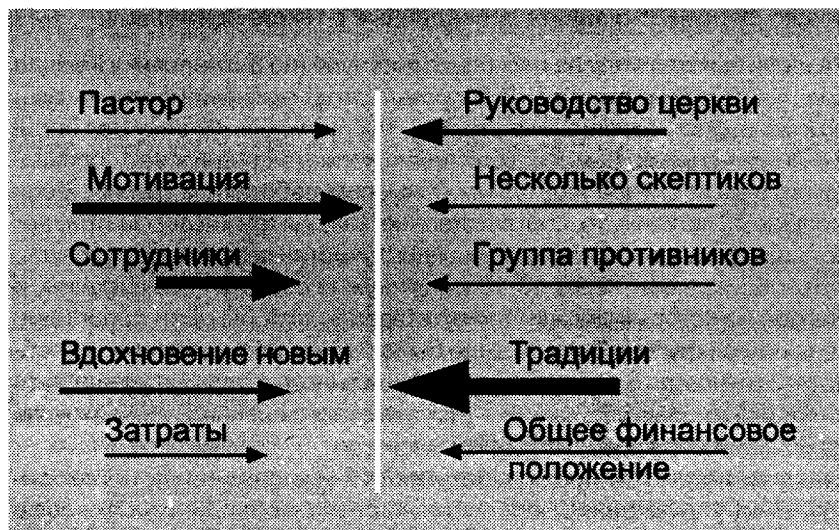 Пастор
Руководство церкви
Мотивация
Несколько скептиков
Сотрудники
Группа противников
Вдохновение новым
Традиции
Затраты
Общее финансовое
положение